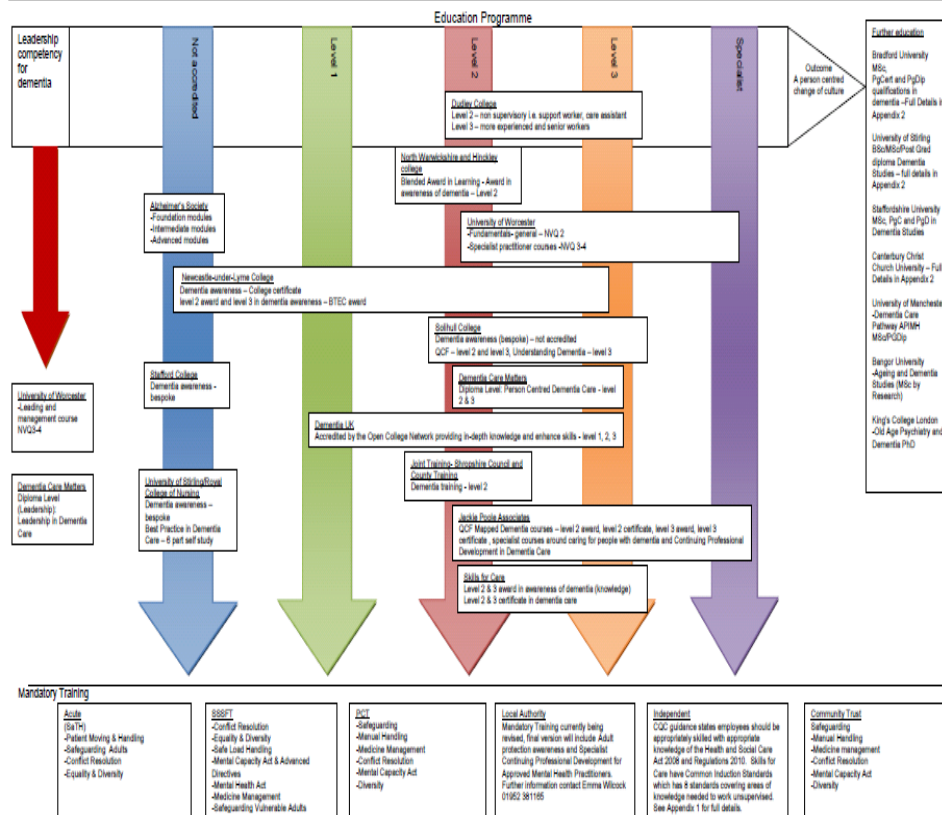 Education Programme
Leadership
competency
for
dementia
Not accredited
Level 1
Level 2
Level 3
Specialist
Outcome
A person centred
change of culture
Further education
Bradford University
MSc,
PgCert and PgDip
qualifications in
dementia –Full Details in
Appendix 2
University of Stirling
BSc/MSc/Post Grad
diploma Dementia
Studies – full details in
Appendix 2
Staffordshire University
MSc, PgC and PgD in
Dementia Studies
Canterbury Christ
Church University – Full
Details in Appendix 2
University of Manchester
-Dementia Care
Pathway APIMH
MSc/PGDip
Bangor University
-Ageing and Dementia
Studies (MSc by
Research)
King's College London
-Old Age Psychiatry and
Dementia PhD
Dudley College
Level 2 – non supervisory i.e. support worker, care assistant
Level 3 – more experienced and senior workers
North Warwickshire and Hinckley
college
Blended Award in Learning - Award in
awareness of dementia – Level 2
Alzheimer's Society
-Foundation modules
-Intermediate modules
-Advanced modules
University of Worcester
-Fundamentals- general – NVQ 2
-Specialist practitioner courses -NVQ 3-4
Newcastle-under-Lyme College
Dementia awareness – College certificate
level 2 award and level 3 in dementia awareness – BTEC award
Solihull College
Dementia awareness (bespoke) – not accredited
QCF – level 2 and level 3, Understanding Dementia – level 3
Stafford College
Dementia awareness -
bespoke
Dementia Care Matters
Diploma Level: Person Centred Dementia Care - level
2 & 3
University of Worcester
-Leading and
management course
NVQ3-4
Dementia UK
Accredited by the Open College Network providing in-depth knowledge and enhance skills - level 1, 2, 3
Joint Training- Shropshire Council and
County Training
Dementia training - level 2
Dementia Care Matters
Diploma Level
(Leadership):
Leadership in Dementia
Care
University of Stirling/Royal
College of Nursing
Dementia awareness –
bespoke
Best Practice in Dementia
Care – 6 part self study
Jackie Poole Associates
QCF Mapped Dementia courses – level 2 award, level 2 certificate, level 3 award, level 3
certificate , specialist courses around caring for people with dementia and Continuing Professional
Development in Dementia Care
Skills for Care
Level 2 & 3 award in awareness of dementia (knowledge)
Level 2 & 3 certificate in dementia care
Mandatory Training
Acute
(SaTH)
-Patient Moving & Handling
-Safeguarding Adults
-Conflict Resolution
-Equality & Diversity
SSSFT
-Conflict Resolution
-Equality & Diversity
-Safe Load Handling
-Mental Capacity Act & Advanced
Directives
-Mental Health Act
-Medicine Management
-Safeguarding Vulnerable Adults
PCT
-Safeguarding
-Manual Handling
-Medicine Management
-Conflict Resolution
-Mental Capacity Act
-Diversity
Local Authority
Mandatory Training currently being
revised, final version will include Adult
protection awareness and Specialist
Continuing Professional Development for
Approved Mental Health Practitioners.
Further information contact Emma Wilcock
01952 381165
Independent
CQC guidance states employees should be
appropriately skilled with appropriate
knowledge of the Health and Social Care
Act 2008 and Regulations 2010. Skills for
Care have Common Induction Standards
which has 8 standards covering areas of
knowledge needed to work unsupervised.
See Appendix 1 for full details.
Community Trust
Safeguarding
-Manual Handling
-Medicine management
-Conflict Resolution
-Mental Capacity Act
-Diversity